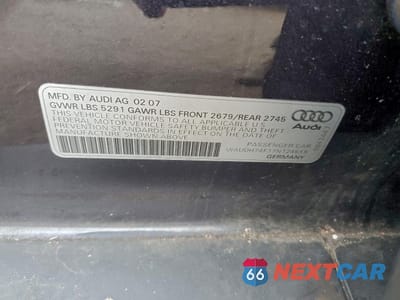 MFD. BY AUDI AG 02 07
GVWR LBS 5291 GAWR LBS FRONT 2679/REAR 2745
THIS VEHICLE CONFORMS TO ALL APPLICABLE U.S.
FEDERAL MOTOR VEHICLE SAFETY BUMPER AND THEFT
PREVENTION STANDARDS IN EFFECT ON THE DATE OF
MANUFACTURE SHOWN ABOVE.
Audi
PASSENGER CAR
GERMANY
66 NEXTCAR